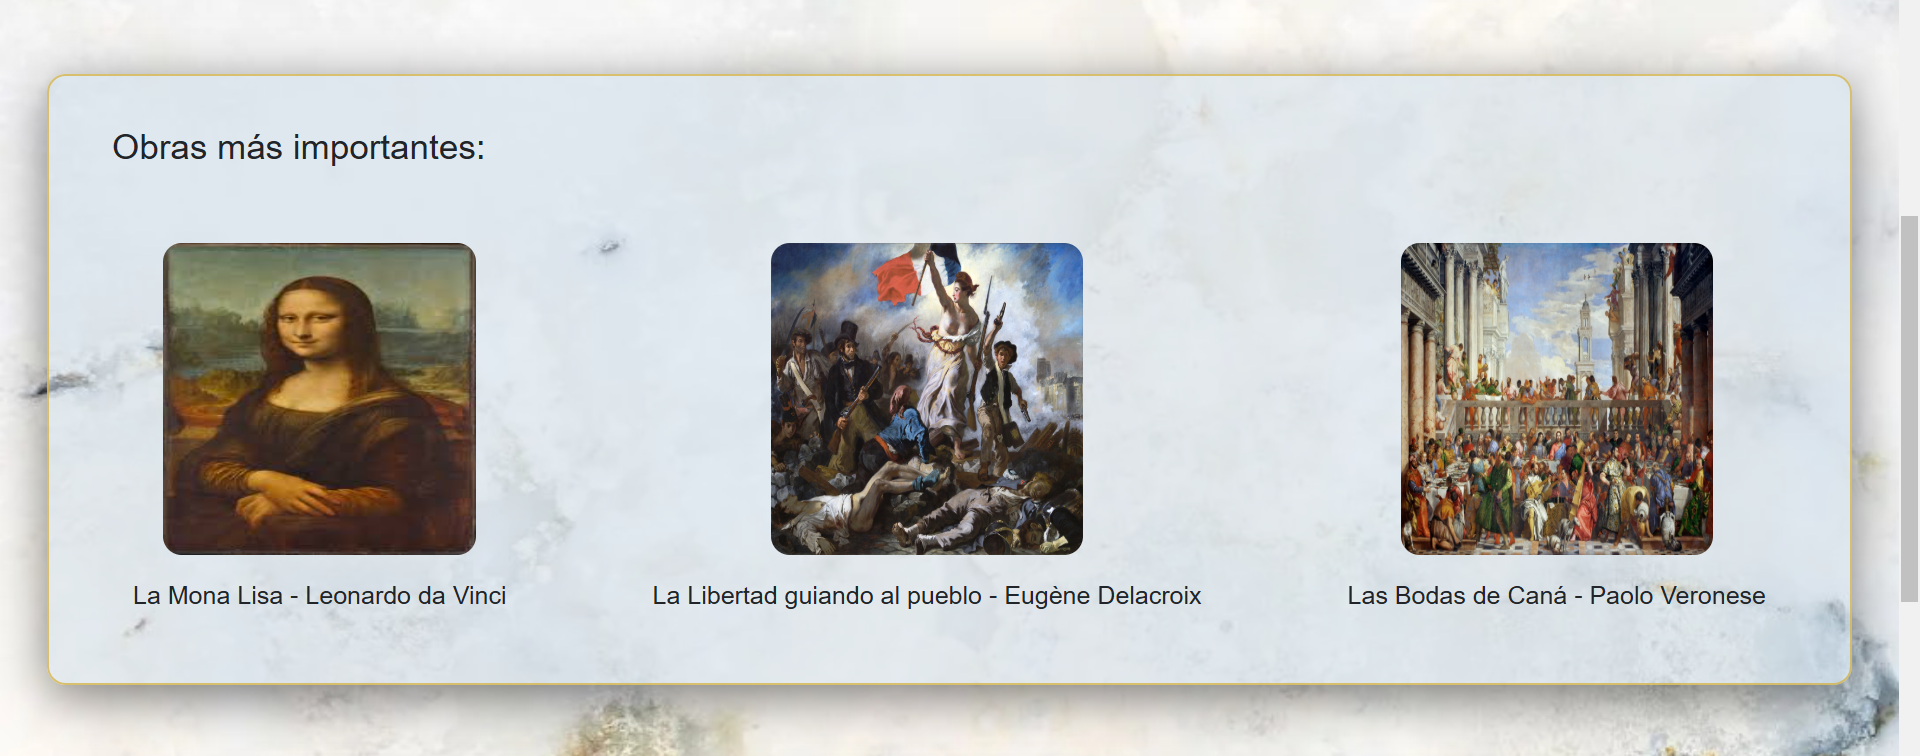 Obras más importantes:
La Mona Lisa - Leonardo da Vinci
La Libertad guiando al pueblo - Eugène Delacroix
Las Bodas de Caná - Paolo Veronese